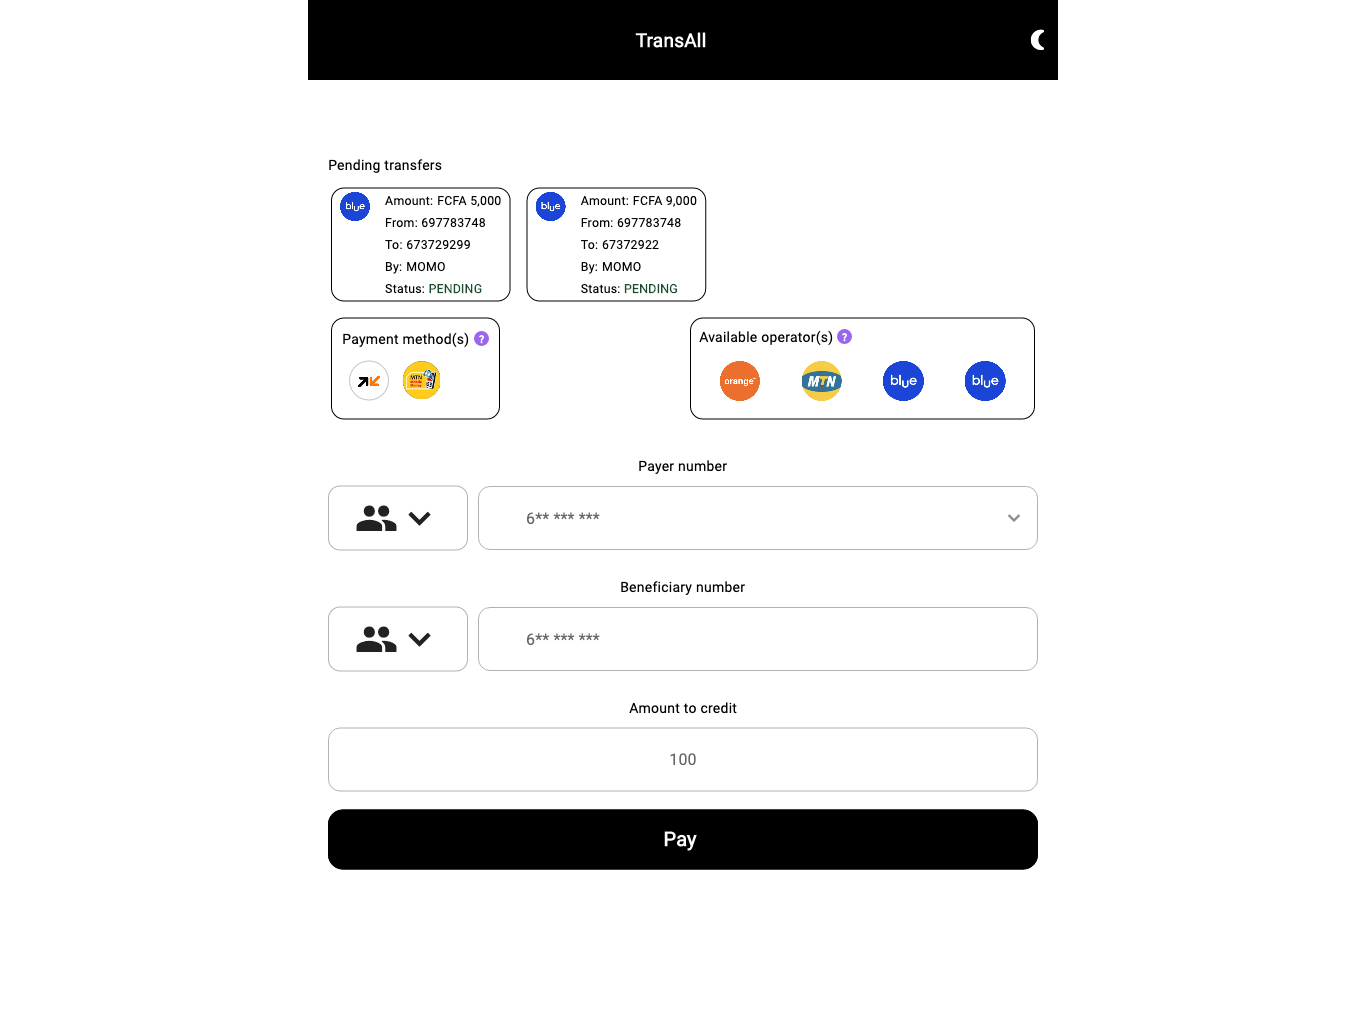 TransAll
Pending transfers
blue
Amount: FCFA 5,000
From: 697783748
To: 673729299
By: MOMO
Status: PENDING
blue
Amount: FCFA 9,000
From: 697783748
To: 67372922
By: MOMO
Status: PENDING
Payment method(s) ?
MTN
Available operator(s) ?
orange
MTN
blue
blue
Payer number
6** *** ***
Beneficiary number
6** *** ***
Amount to credit
100
Pay